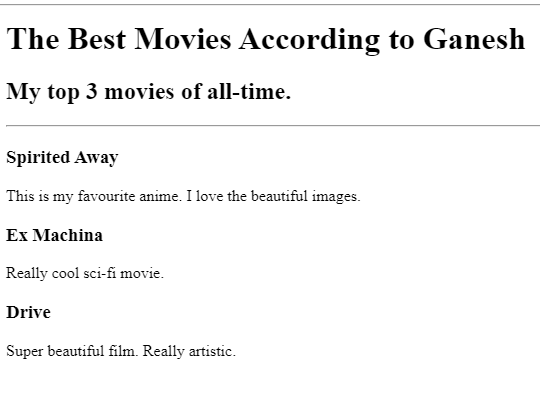 The Best Movies According to Ganesh
My top 3 movies of all-time.
Spirited Away
This is my favourite anime. I love the beautiful images.
Ex Machina
Really cool sci-fi movie.
Drive
Super beautiful film. Really artistic.